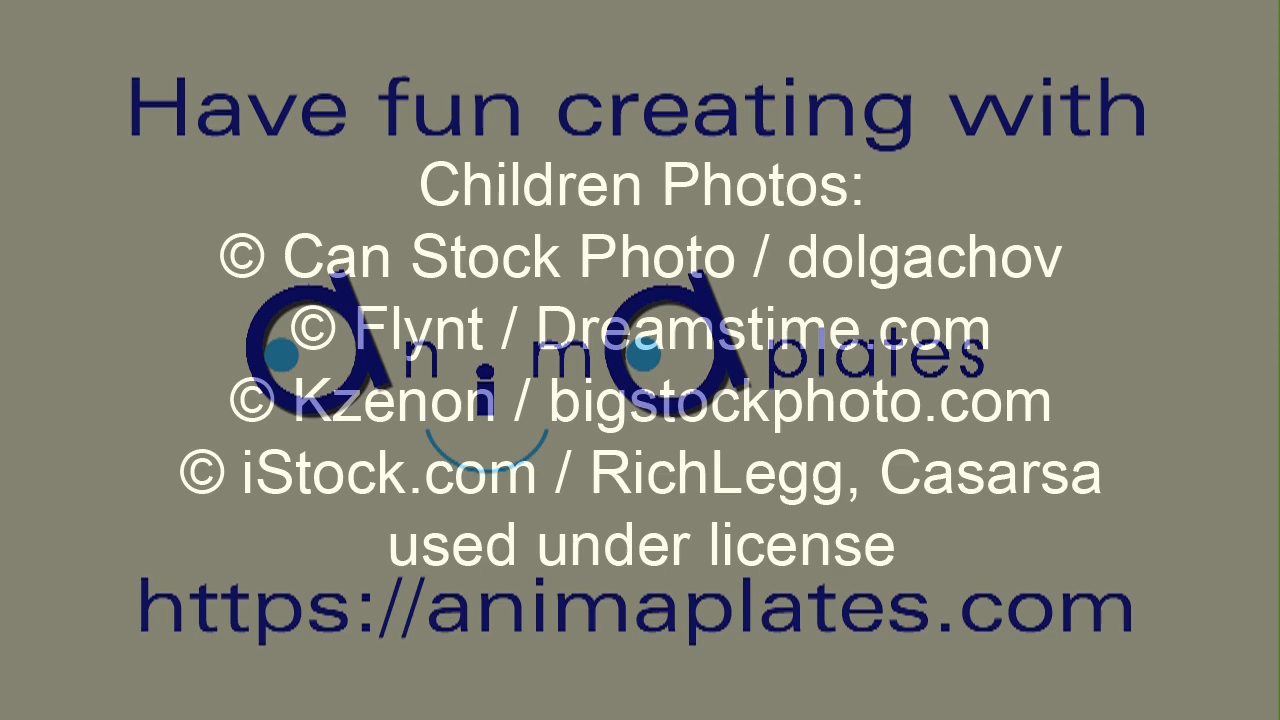 Have fun creating with
Children Photos:
© Can Stock Photo / dolgachov
© Flynt / Dreamstime.com
animaplates
© Kzenon / bigstockphoto.com
© iStock.com / RichLegg, Casarsa
used under license
https://animaplates.com